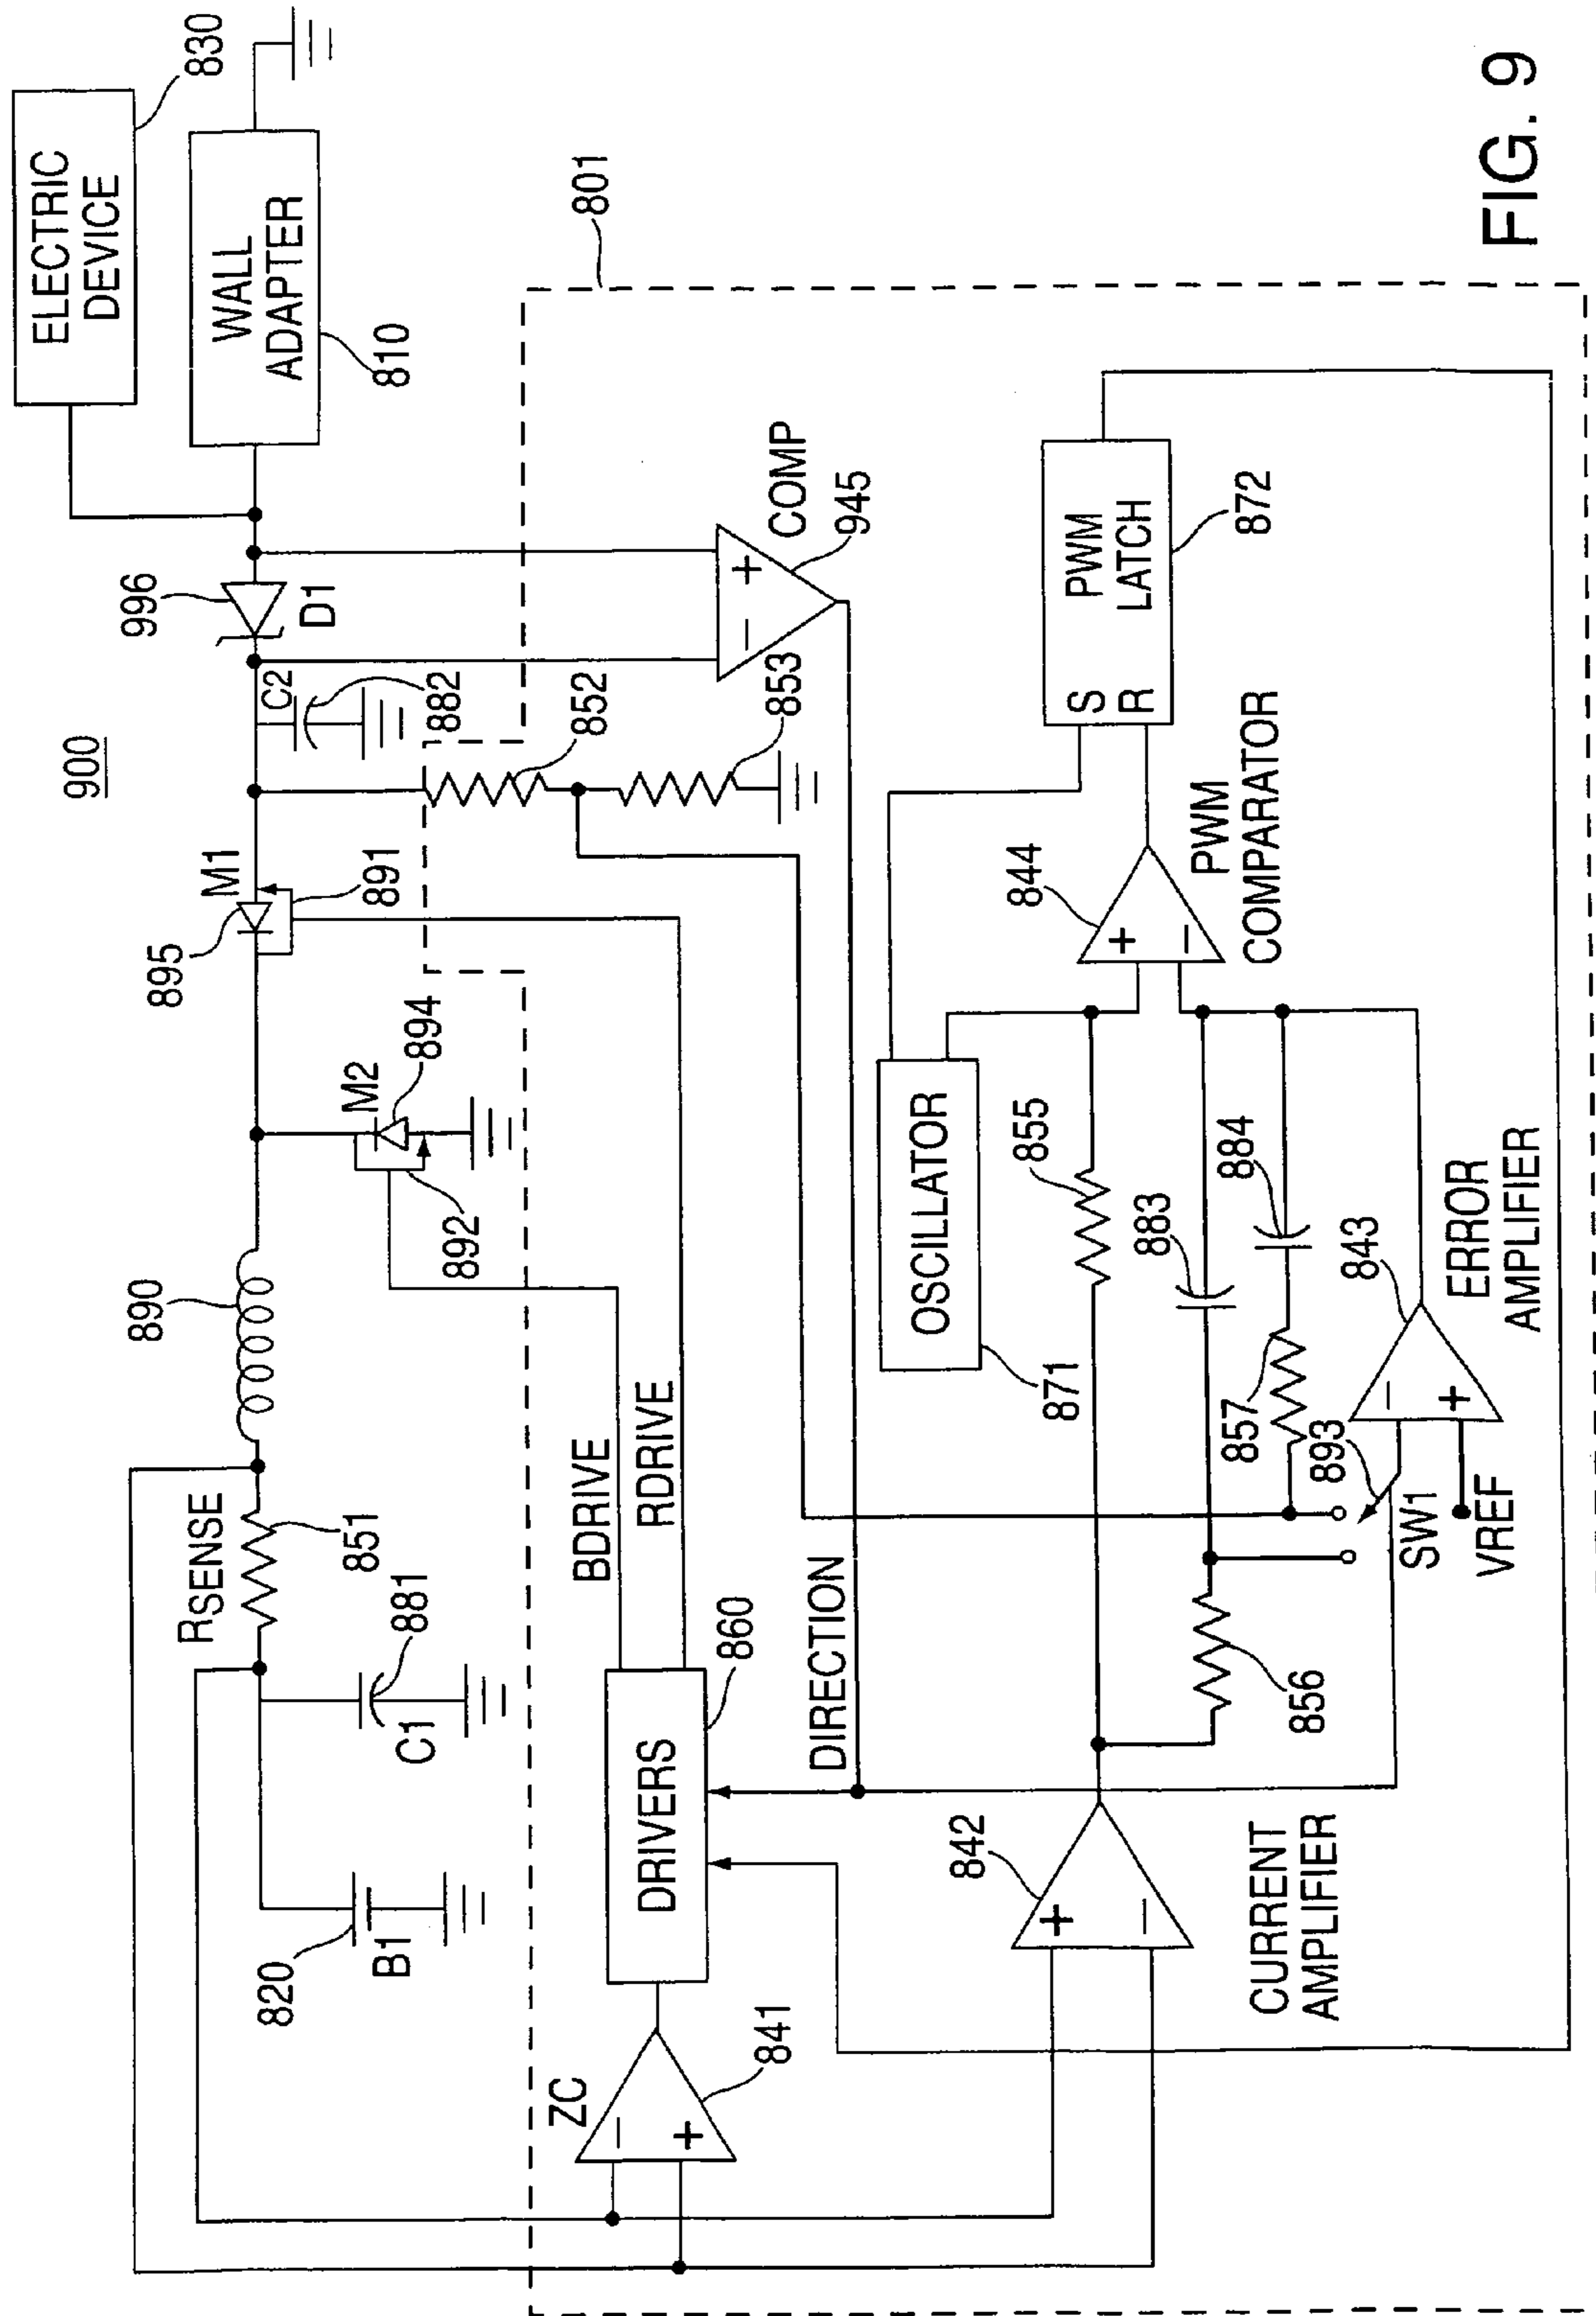 900
ELECTRIC
DEVICE
830
WALL
ADAPTER
810
996
D1
C2
882
M1
895
891
M2
894
892
890
RSENSE
851
881
C1
820
B1
801
852
853
COMP
945
BDRIVE
RDRIVE
ZC
841
DRIVERS
860
DIRECTION
OSCILLATOR
871
PWM
LATCH
S
R
872
844
PWM
COMPARATOR
855
883
884
857
856
893
SW1
VREF
843
ERROR
AMPLIFIER
842
CURRENT
AMPLIFIER
+
−
+
−
+
−
+
−
+
−
FIG. 9